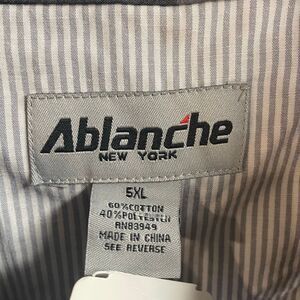 Ablanche
NEW YORK
5XL
60%COTTON
40%POLYESTER
RN83949
MADE IN CHINA
SEE REVERSE